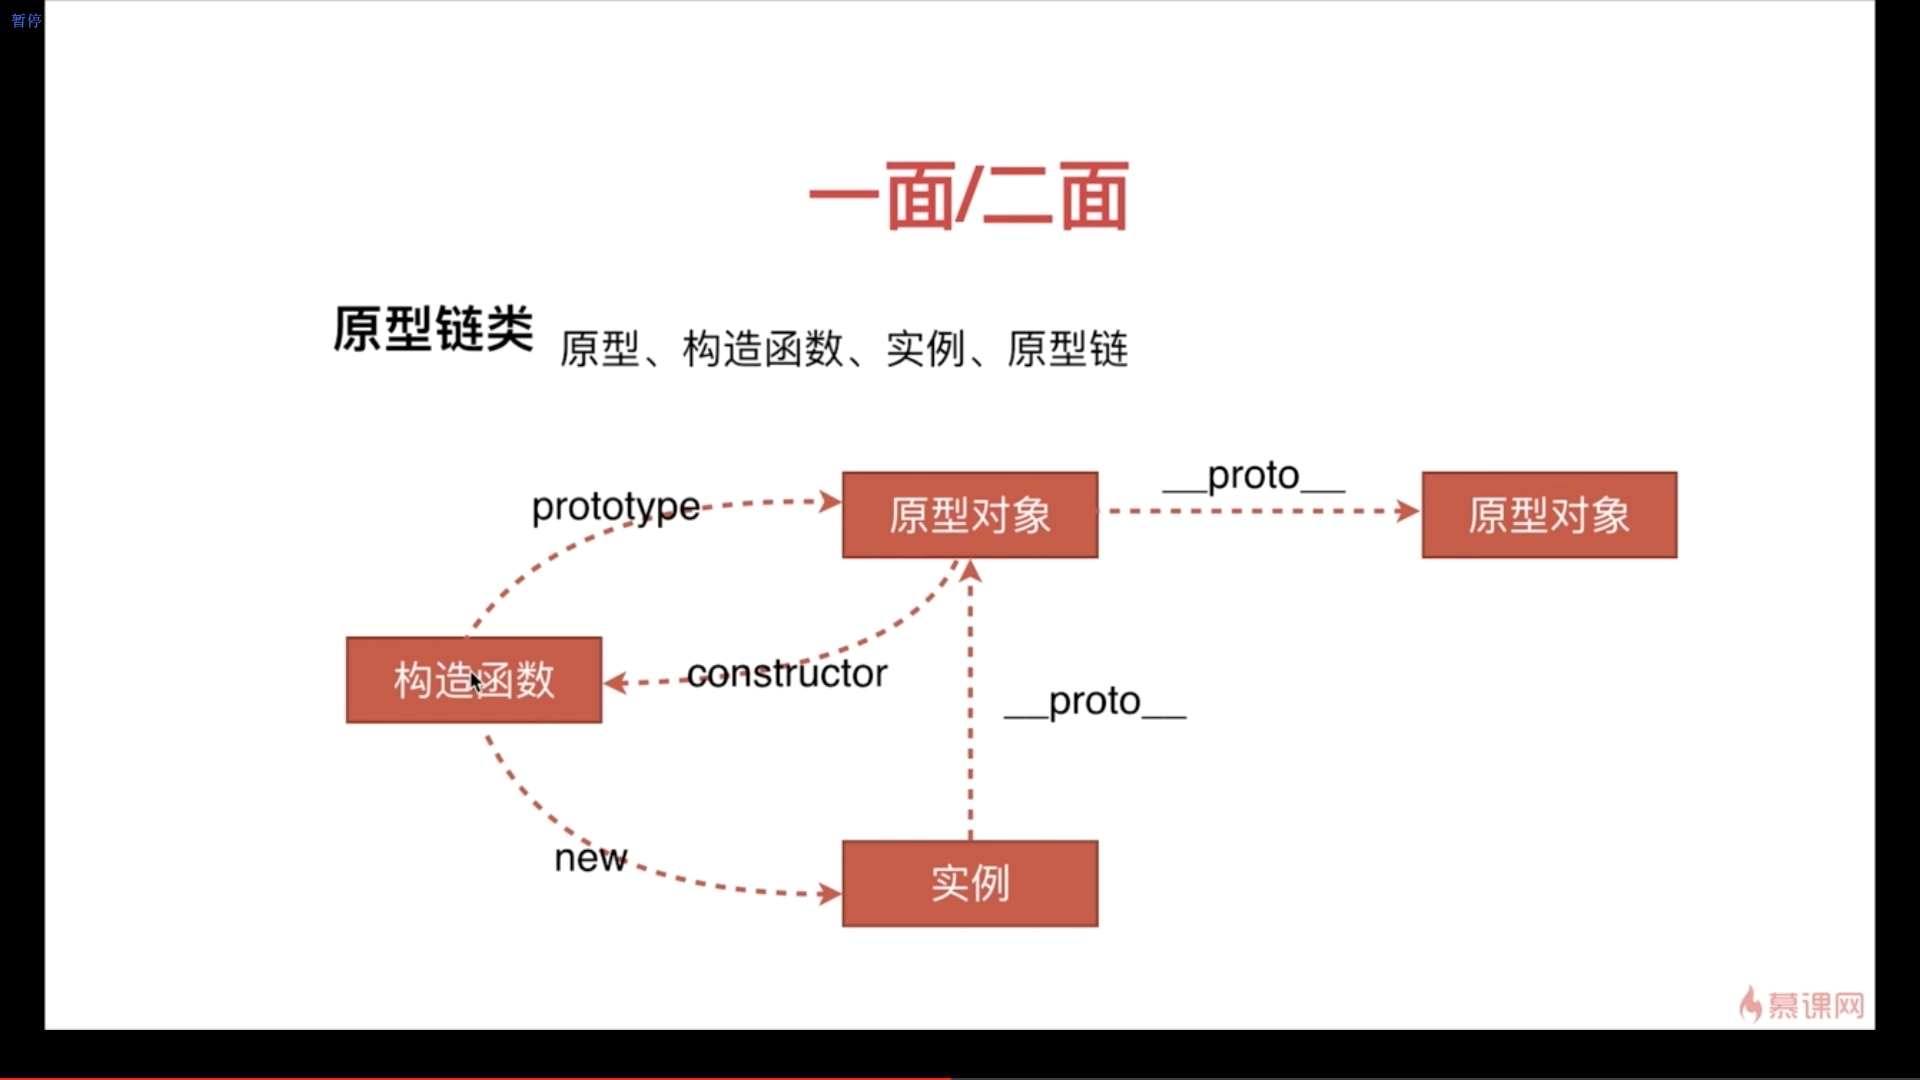 暂停
一面/二面
原型链类 原型、构造函数、实例、原型链
prototype
原型对象
__proto__
原型对象
构造函数
constructor
__proto__
new
实例
慕课网